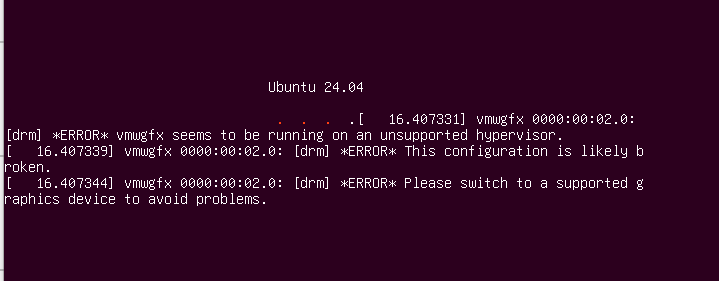 Ubuntu 24.04
. . . .[   16.407331] vmwgfx 0000:00:02.0:
[drm] *ERROR* vmwgfx seems to be running on an unsupported hypervisor.
[   16.407339] vmwgfx 0000:00:02.0: [drm] *ERROR* This configuration is likely b
roken.
[   16.407344] vmwgfx 0000:00:02.0: [drm] *ERROR* Please switch to a supported g
raphics device to avoid problems.